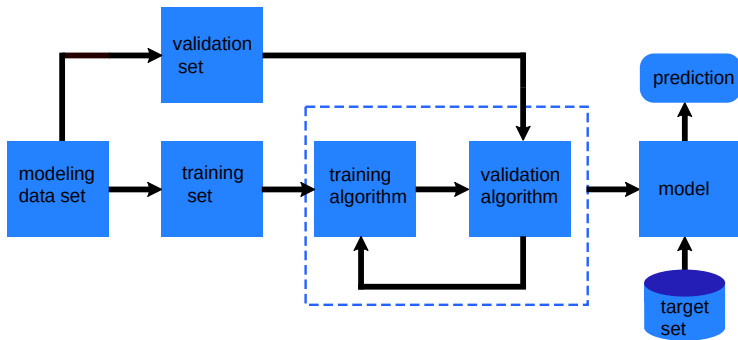 validation
set
prediction
modeling
data set
training
set
training
algorithm
validation
algorithm
model
target
set